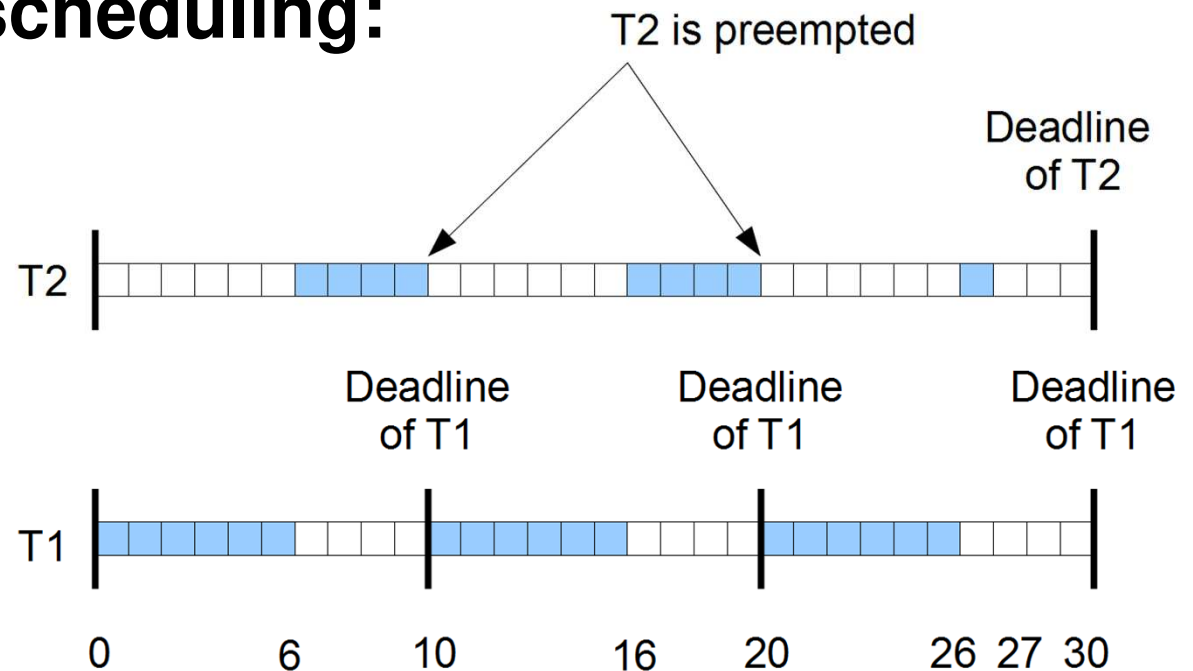 scheduling:
T2 is preempted
Deadline
of T2
T2
Deadline
of T1
Deadline
of T1
Deadline
of T1
T1
0 6 10 16 20 26 27 30